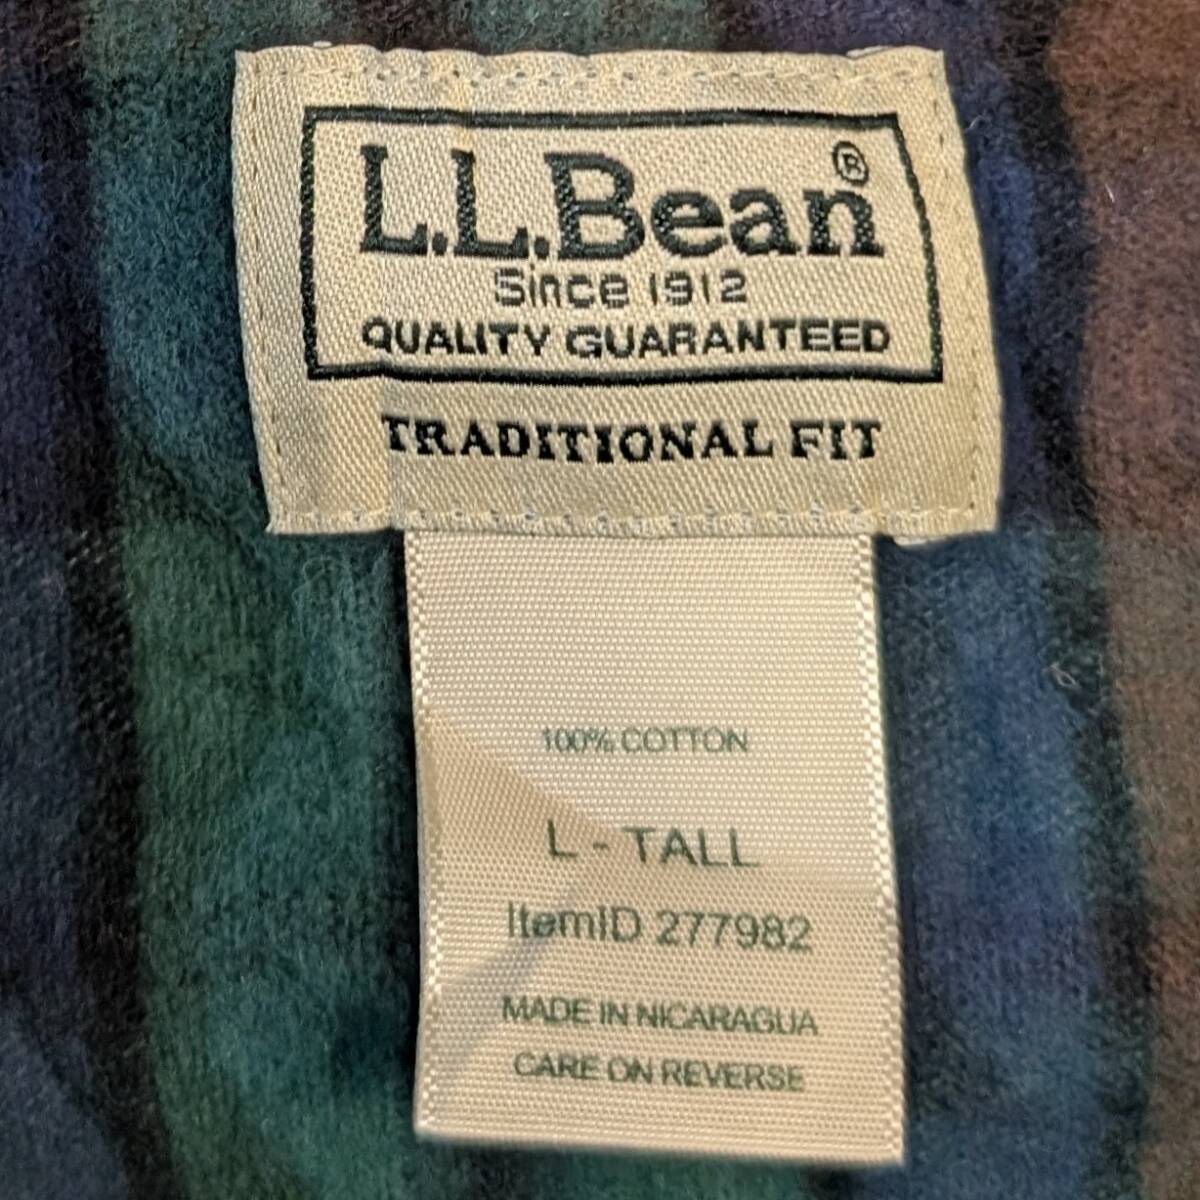 L.L.Bean®
Since 1912
QUALITY GUARANTEED
TRADITIONAL FIT
100% COTTON
L - TALL
ItemID 277982
MADE IN NICARAGUA
CARE ON REVERSE